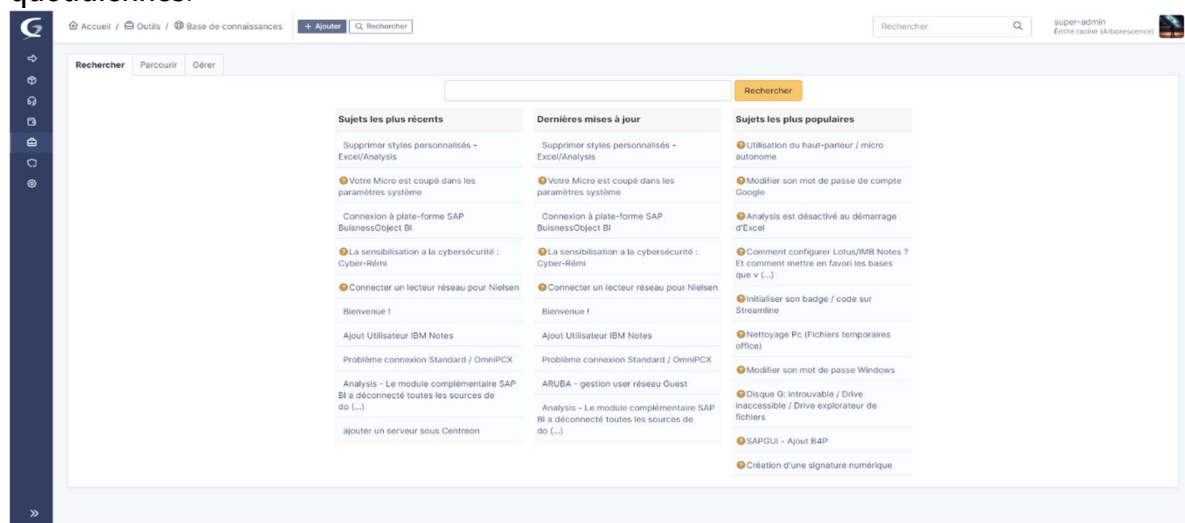 quotidiennes.
Accueil / Outils / Base de connaissances + Ajouter Rechercher Rechercher super-admin
Entité racine (Arborescence)
Rechercher Parcourir Gérer
Rechercher
Sujets les plus récents
Supprimer styles personnalisés -
Excel/Analysis
Votre Micro est coupé dans les
paramètres système
Connexion à plate-forme SAP
BuisnessObject BI
La sensibilisation a la cybersécurité :
Cyber-Rémi
Connecter un lecteur réseau pour Nielsen
Bienvenue !
Ajout Utilisateur IBM Notes
Problème connexion Standard / OmniPCX
Analysis - Le module complémentaire SAP
BI a déconnecté toutes les sources de
do (...)
ajouter un serveur sous Centreon
Dernières mises à jour
Supprimer styles personnalisés -
Excel/Analysis
Votre Micro est coupé dans les
paramètres système
Connexion à plate-forme SAP
BuisnessObject BI
La sensibilisation a la cybersécurité :
Cyber-Rémi
Connecter un lecteur réseau pour Nielsen
Bienvenue !
Ajout Utilisateur IBM Notes
Problème connexion Standard / OmniPCX
ARUBA - gestion user réseau Guest
Analysis - Le module complémentaire SAP
BI a déconnecté toutes les sources de
do (...)
Sujets les plus populaires
Utilisation du haut-parleur / micro
autonome
Modifier son mot de passe de compte
Google
Analysis est désactivé au démarrage
d'Excel
Comment configurer Lotus/IMB Notes ?
Et comment mettre en favori les bases
que v (...)
Initialiser son badge / code sur
Streamline
Nettoyage Pc (Fichiers temporaires
office)
Modifier son mot de passe Windows
Disque G: introuvable / Drive
inaccessible / Drive explorateur de
fichiers
SAPGUI - Ajout B4P
Création d'une signature numérique